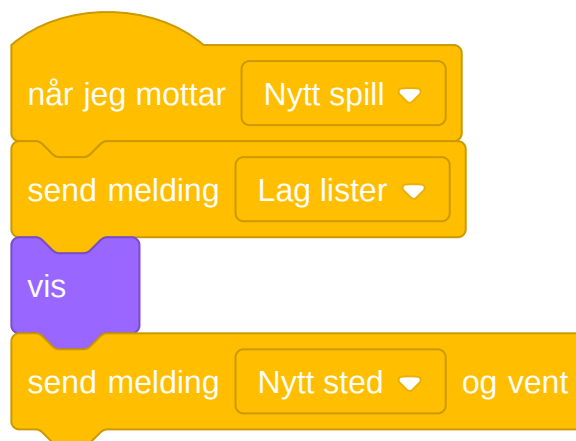 når jeg mottar Nytt spill
send melding Lag lister
vis
send melding Nytt sted og vent